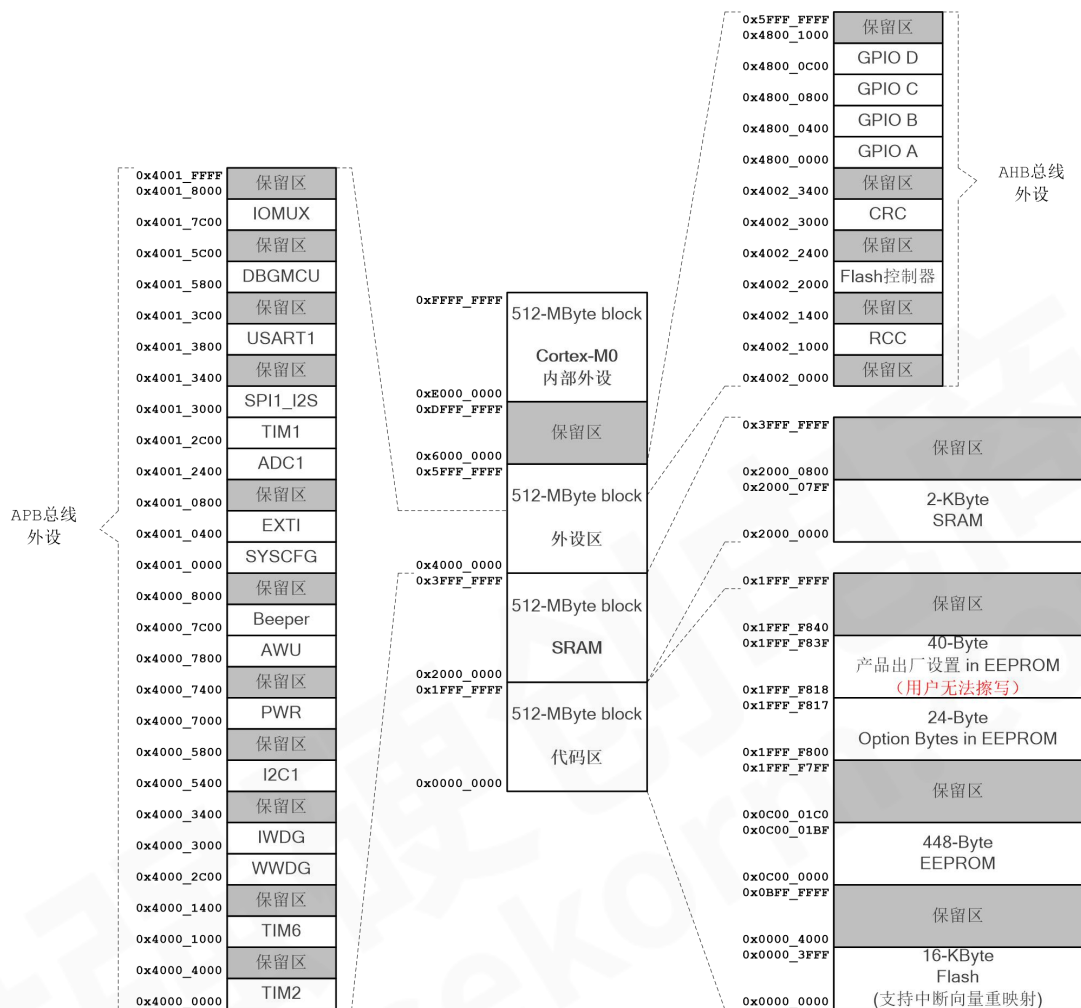 0x5FFF_FFFF
0x4800_1000
保留区
GPIO D
0x4800_0C00
GPIO C
0x4800_0800
GPIO B
0x4800_0400
GPIO A
0x4800_0000
保留区
0x4002_3400
CRC
0x4002_3000
保留区
0x4002_2400
Flash控制器
0x4002_2000
保留区
0x4002_1400
RCC
0x4002_1000
保留区
0x4002_0000
AHB总线
外设
0x4001_FFFF
0x4001_8000
保留区
IOMUX
0x4001_7C00
保留区
0x4001_5C00
DBGMCU
0x4001_5800
保留区
0x4001_3C00
USART1
0x4001_3800
保留区
0x4001_3400
SPI1_I2S
0x4001_3000
TIM1
0x4001_2C00
ADC1
0x4001_2400
保留区
0x4001_0800
EXTI
0x4001_0400
SYSCFG
0x4001_0000
保留区
0x4000_8000
Beeper
0x4000_7C00
AWU
0x4000_7800
保留区
0x4000_7400
PWR
0x4000_7000
保留区
0x4000_5800
I2C1
0x4000_5400
保留区
0x4000_3400
IWDG
0x4000_3000
WWDG
0x4000_2C00
保留区
0x4000_1400
TIM6
0x4000_1000
保留区
0x4000_4000
TIM2
0x4000_0000
APB总线
外设
0xFFFF_FFFF
512-MByte block
Cortex-M0
内部外设
0xE000_0000
0xDFFF_FFFF
保留区
0x6000_0000
0x5FFF_FFFF
512-MByte block
外设区
0x4000_0000
0x3FFF_FFFF
512-MByte block
SRAM
0x2000_0000
0x1FFF_FFFF
512-MByte block
代码区
0x0000_0000
0x3FFF_FFFF
保留区
0x2000_0800
0x2000_07FF
2-KByte
SRAM
0x2000_0000
0x1FFF_FFFF
保留区
0x1FFF_F840
0x1FFF_F83F
40-Byte
产品出厂设置 in EEPROM
（用户无法擦写）
0x1FFF_F818
0x1FFF_F817
24-Byte
Option Bytes in EEPROM
0x1FFF_F800
0x1FFF_F7FF
保留区
0x0C00_01C0
0x0C00_01BF
448-Byte
EEPROM
0x0C00_0000
0x0BFF_FFFF
保留区
0x0000_4000
0x0000_3FFF
16-KByte
Flash
(支持中断向量重映射)
0x0000_0000